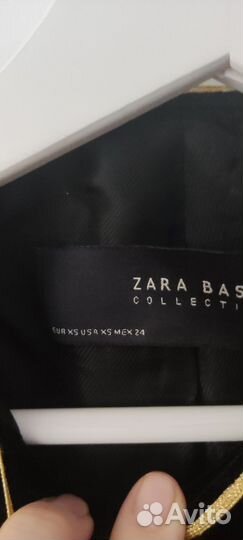 ZARA BAS
COLLECTI
EUR XS USA XS MEX 24
Avito